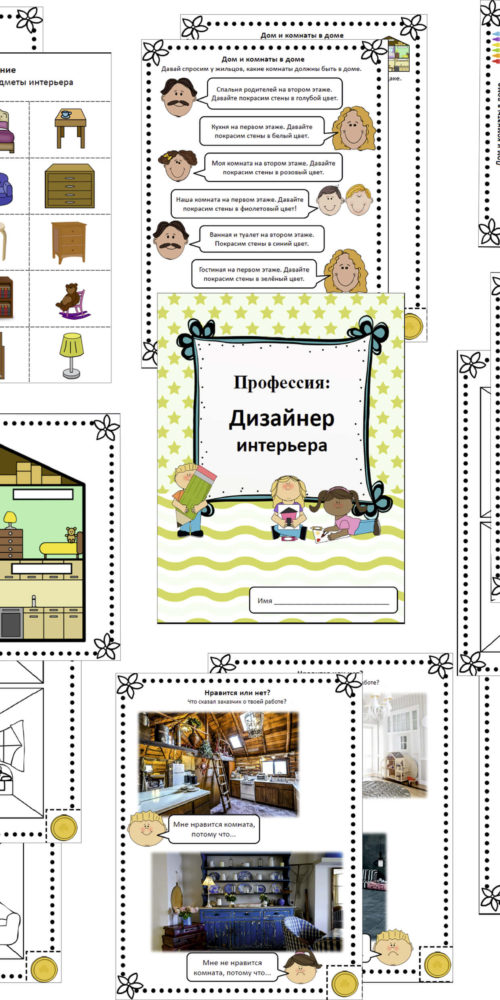 Дом и комнаты в доме
Дом и комнаты в доме
Давай спросим у жильцов, какие комнаты должны быть в доме.
Спальня родителей на втором этаже.
Давайте покрасим стены в голубой цвет.
Кухня на первом этаже. Давайте
покрасим стены в белый цвет.
Моя комната на втором этаже. Давайте
покрасим стены в розовый цвет.
Наша комната на первом этаже. Давайте
покрасим стены в фиолетовый цвет!
Ванная и туалет на втором этаже.
Покрасим стены в синий цвет.
Гостиная на первом этаже. Давайте
покрасим стены в зелёный цвет.
ние
дметы интерьера
Профессия:
Дизайнер
интерьера
Имя
Нравится или нет?
Что сказал заказчик о твоей работе?
Мне нравится комната,
потому что...
Мне не нравится
комната, потому что...
боте?